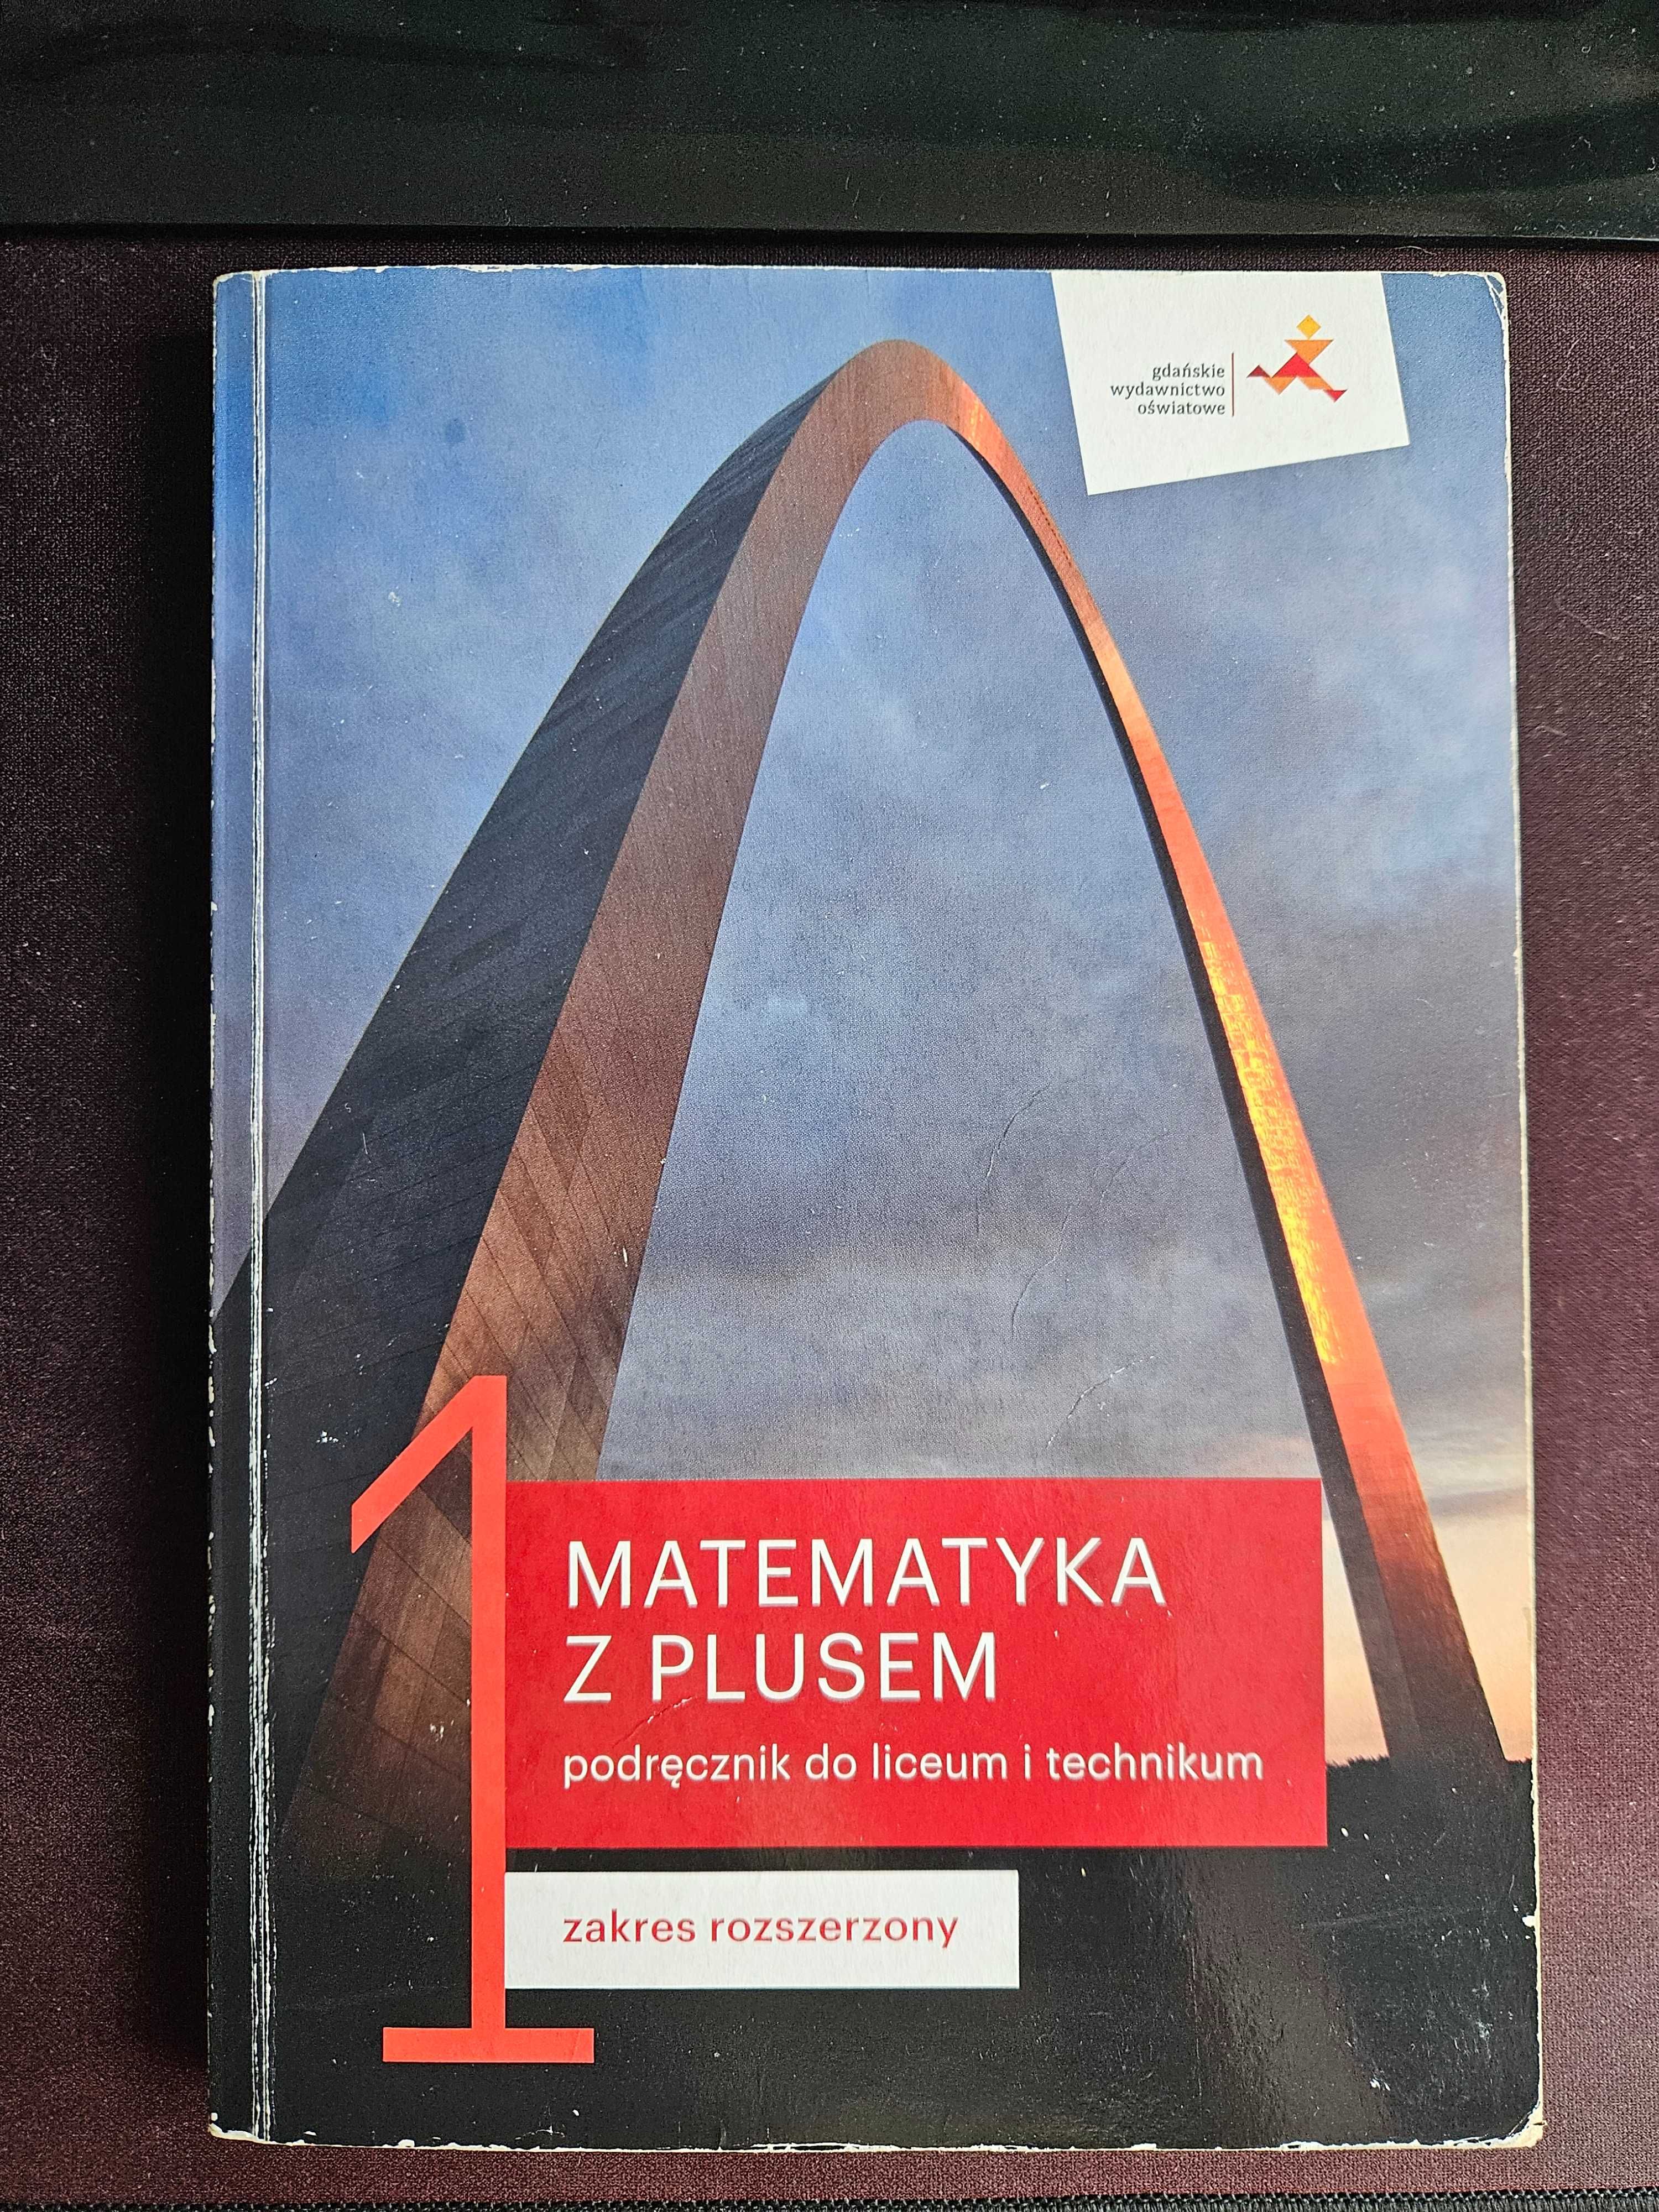 gdańskie
wydawnictwo
oświatowe
1
MATEMATYKA
Z PLUSEM
podręcznik do liceum i technikum
zakres rozszerzony